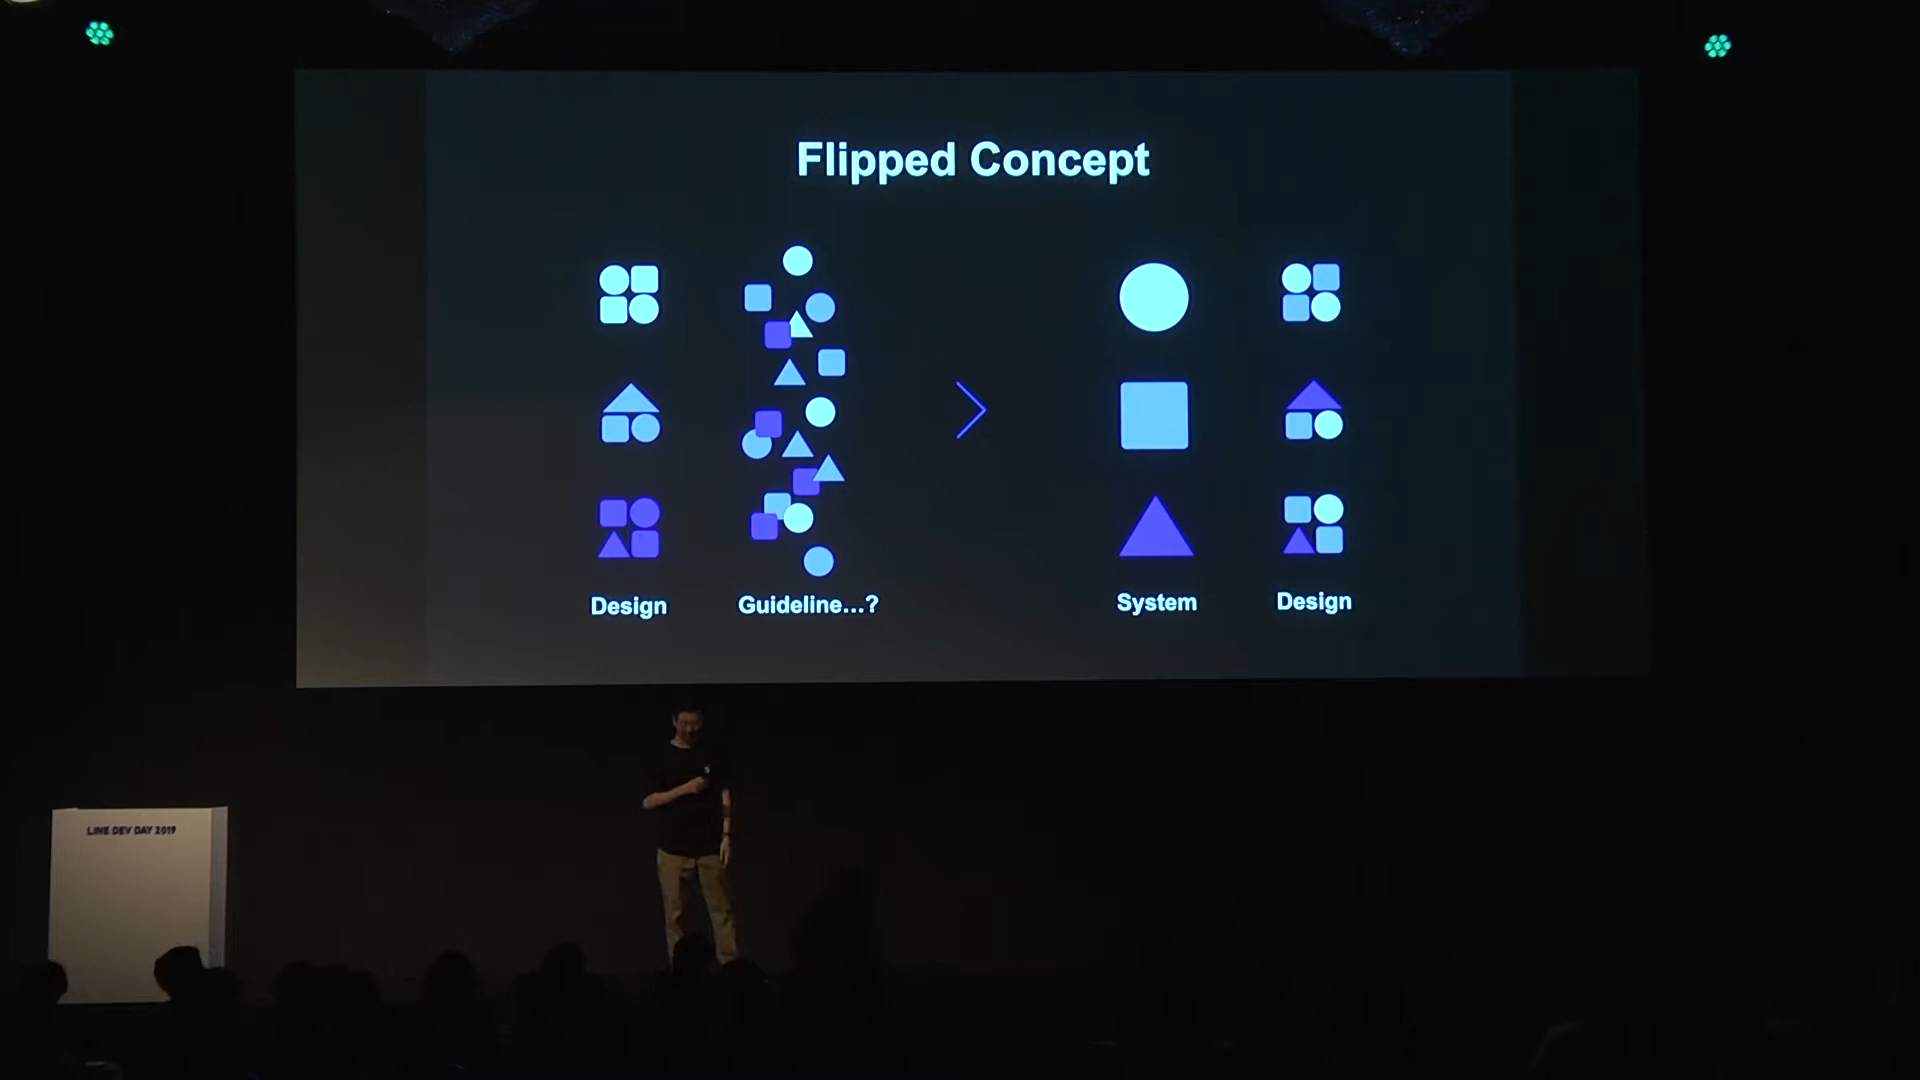 Flipped Concept
Design
Guideline...?
System
Design
LINE DEV DAY 2019